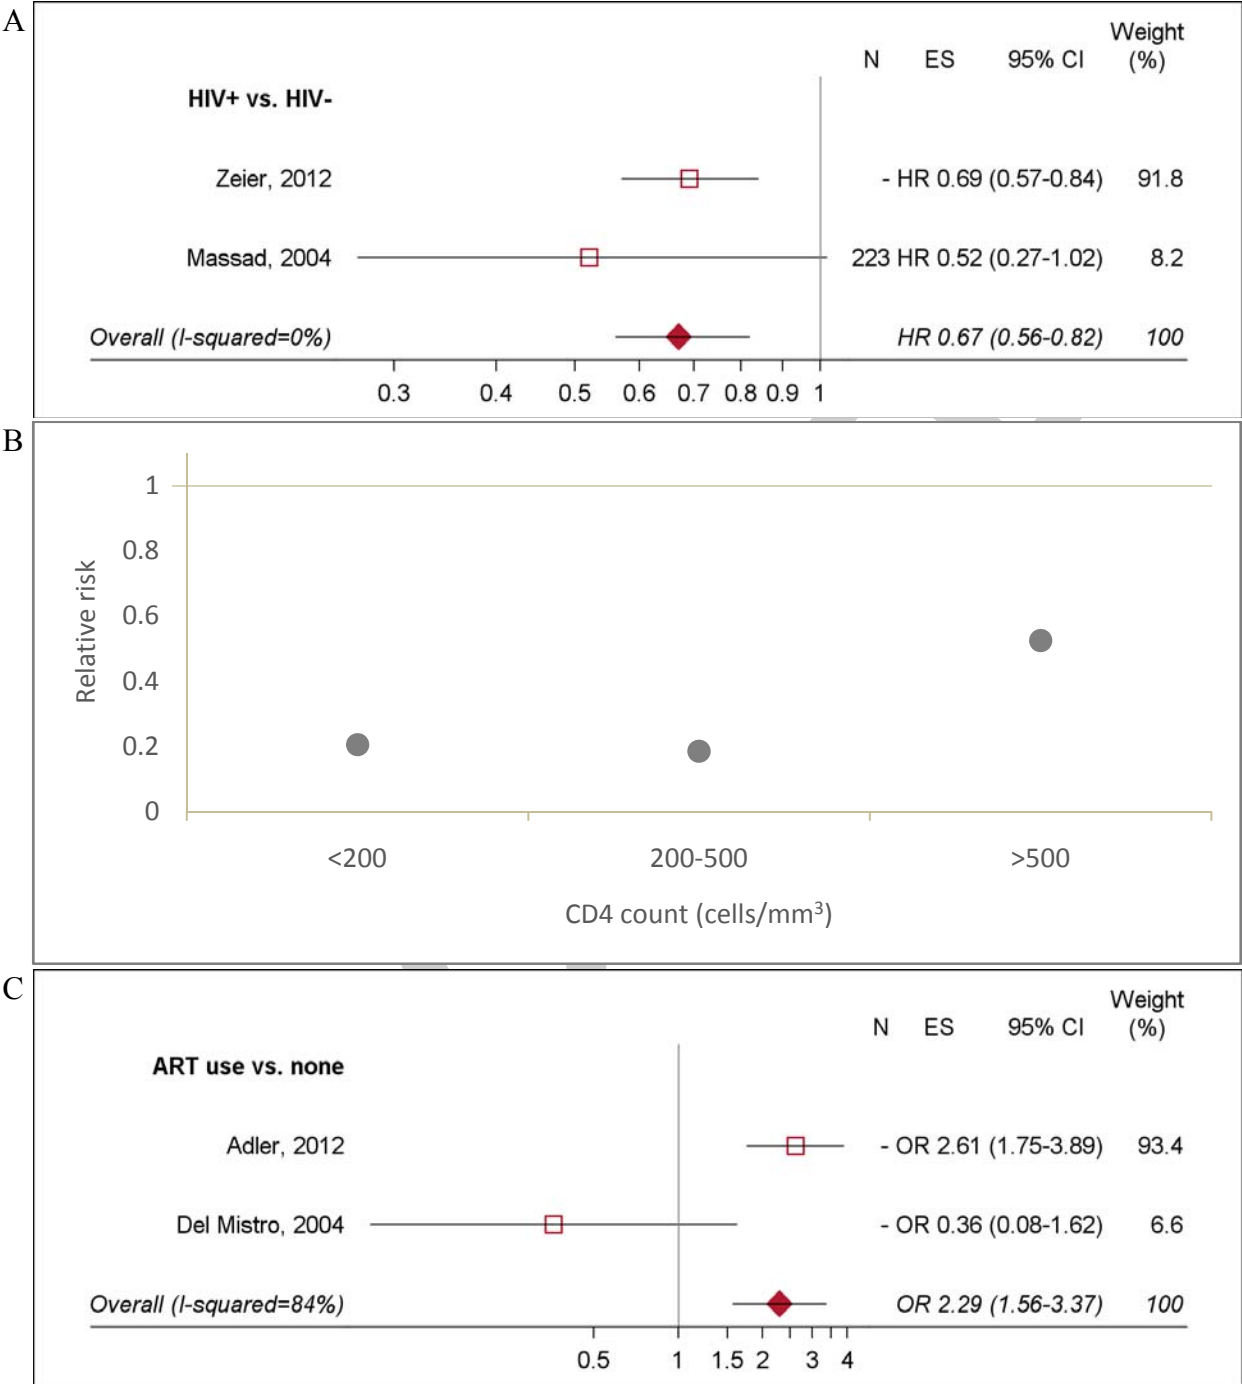 A
Weight
N ES 95% CI (%)
HIV+ vs. HIV-
Zeier, 2012 - HR 0.69 (0.57-0.84) 91.8
Massad, 2004 223 HR 0.52 (0.27-1.02) 8.2
Overall (I-squared=0%) HR 0.67 (0.56-0.82) 100
0.3 0.4 0.5 0.6 0.7 0.8 0.9 1
B
1
0.8
0.6
0.4
0.2
0
Relative risk
<200 200-500 >500
CD4 count (cells/mm³)
C
Weight
N ES 95% CI (%)
ART use vs. none
Adler, 2012 - OR 2.61 (1.75-3.89) 93.4
Del Mistro, 2004 - OR 0.36 (0.08-1.62) 6.6
Overall (I-squared=84%) OR 2.29 (1.56-3.37) 100
0.5 1 1.5 2 3 4